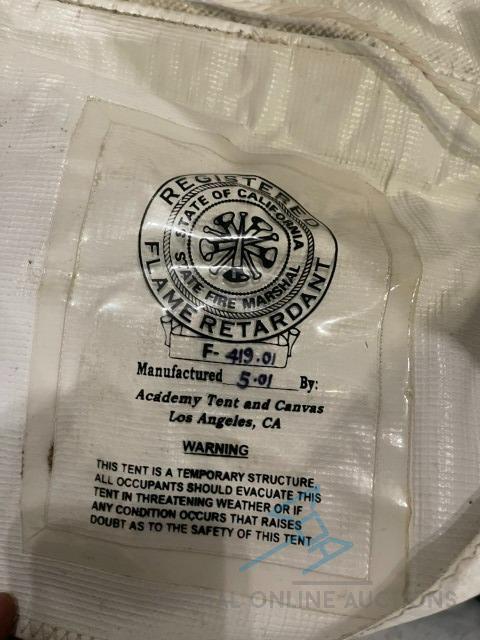 REGISTERED
STATE OF CALIFORNIA
STATE FIRE MARSHAL
FLAME RETARDANT
F- 419.01
Manufactured 5.01 By:
Academy Tent and Canvas
Los Angeles, CA
WARNING
THIS TENT IS A TEMPORARY STRUCTURE.
ALL OCCUPANTS SHOULD EVACUATE THIS
TENT IN THREATENING WEATHER OR IF
ANY CONDITION OCCURS THAT RAISES
DOUBT AS TO THE SAFETY OF THIS TENT
ONLINE AUCTIONS